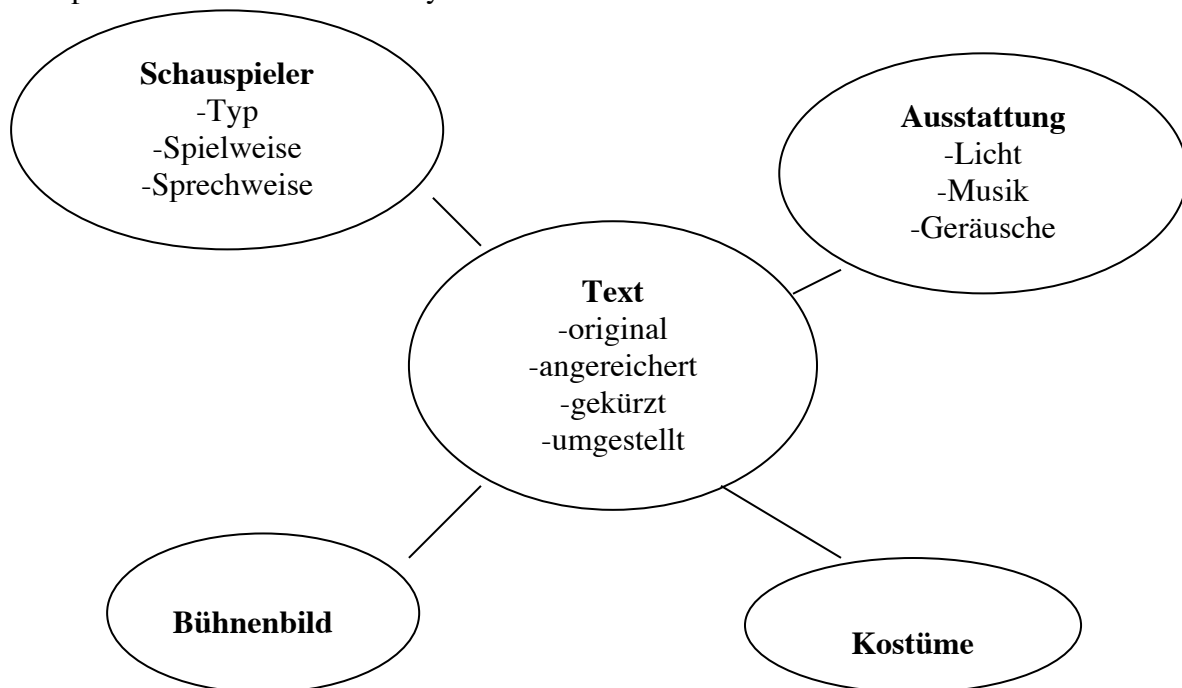 Schauspieler
-Typ
-Spielweise
-Sprechweise
Ausstattung
-Licht
-Musik
-Geräusche
Text
-original
-angereichert
-gekürzt
-umgestellt
Bühnenbild
Kostüme